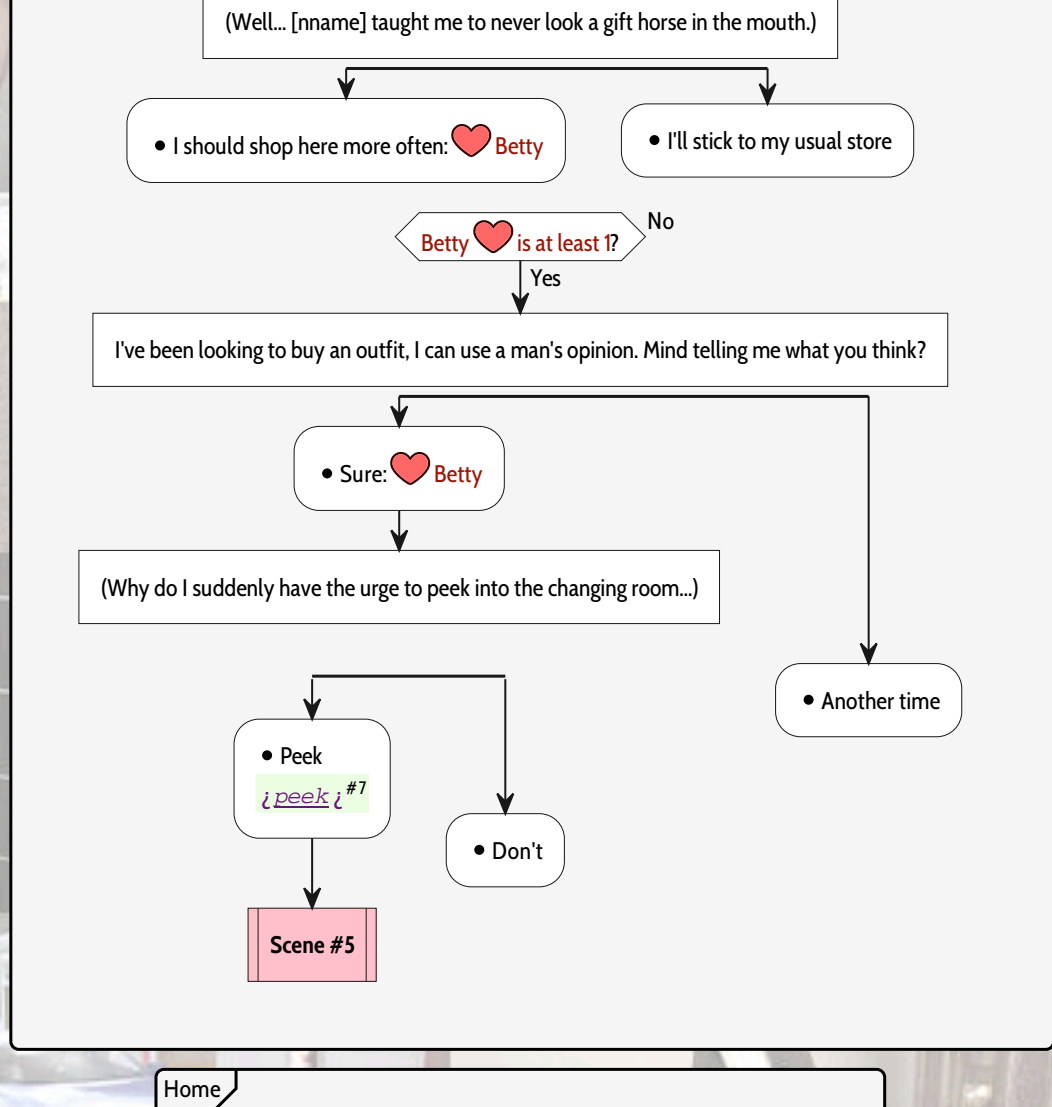 (Well... [nname] taught me to never look a gift horse in the mouth.)
• I should shop here more often: Betty
• I'll stick to my usual store
Betty is at least 1?
No
Yes
I've been looking to buy an outfit, I can use a man's opinion. Mind telling me what you think?
• Sure: Betty
(Why do I suddenly have the urge to peek into the changing room...)
• Another time
• Peek
¿peek¿#7
• Don't
Scene #5
Home